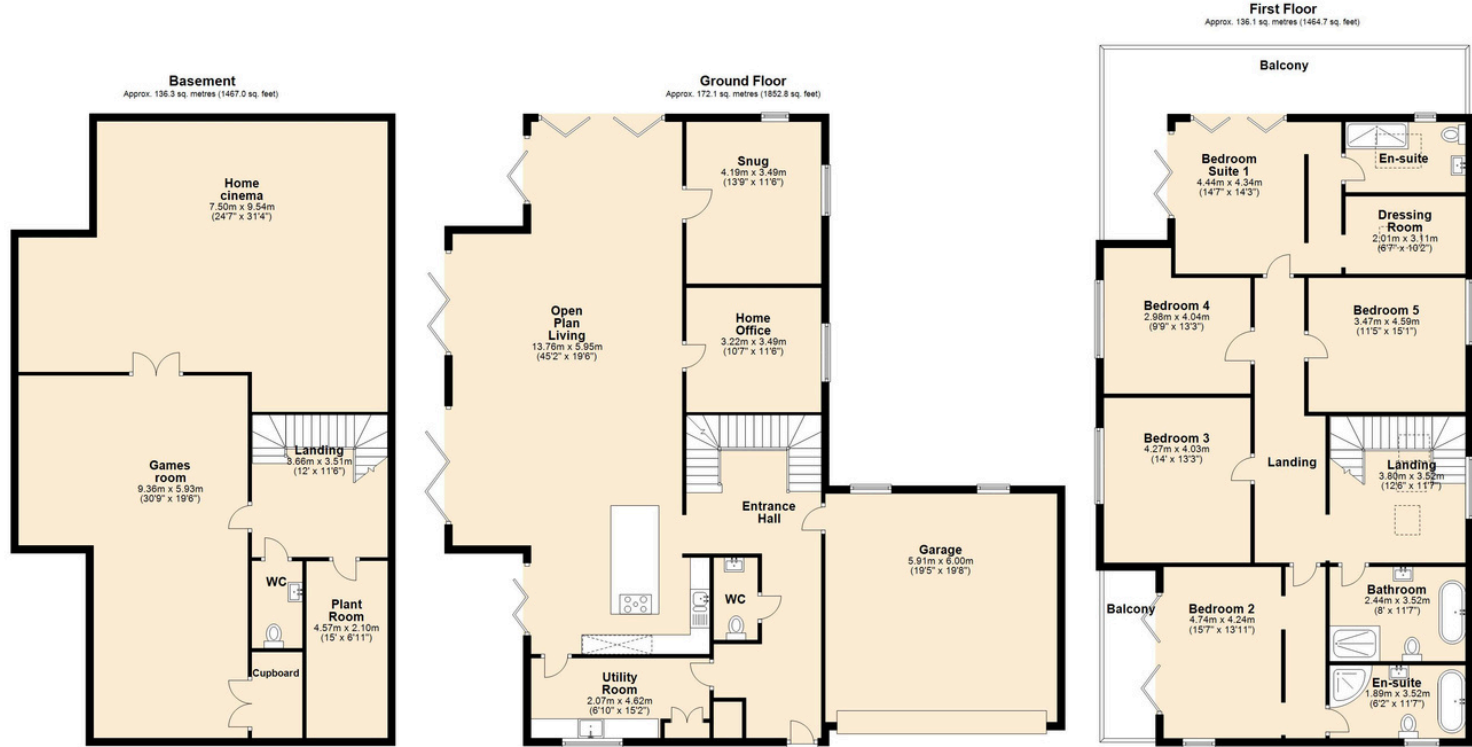 Basement
Approx. 136.3 sq. metres (1467.0 sq. feet)
Home
cinema
7.50m x 9.54m
(24'7" x 31'4")
Games
room
9.36m x 5.93m
(30'9" x 19'6")
Landing
3.66m x 3.51m
(12' x 11'6")
WC
Plant
Room
4.57m x 2.10m
(15' x 6'11")
Cupboard
Ground Floor
Approx. 172.1 sq. metres (1852.8 sq. feet)
Snug
4.19m x 3.49m
(13'9" x 11'6")
Open
Plan
Living
13.76m x 5.95m
(45'2" x 19'6")
Home
Office
3.22m x 3.49m
(10'7" x 11'6")
Entrance
Hall
Garage
5.91m x 6.00m
(19'5" x 19'8")
WC
Utility
Room
2.07m x 4.62m
(6'10" x 15'2")
First Floor
Approx. 136.1 sq. metres (1464.7 sq. feet)
Balcony
Bedroom
Suite 1
4.44m x 4.34m
(14'7" x 14'3")
En-suite
Dressing
Room
2.01m x 3.11m
(6'7" x 10'2")
Bedroom 4
2.98m x 4.04m
(9'9" x 13'3")
Bedroom 5
3.47m x 4.59m
(11'5" x 15'1")
Bedroom 3
4.27m x 4.03m
(14' x 13'3")
Landing
Landing
3.80m x 3.52m
(12'6" x 11'7")
Balcony
Bedroom 2
4.74m x 4.24m
(15'7" x 13'11")
Bathroom
2.44m x 3.52m
(8' x 11'7")
En-suite
1.89m x 3.52m
(6'2" x 11'7")